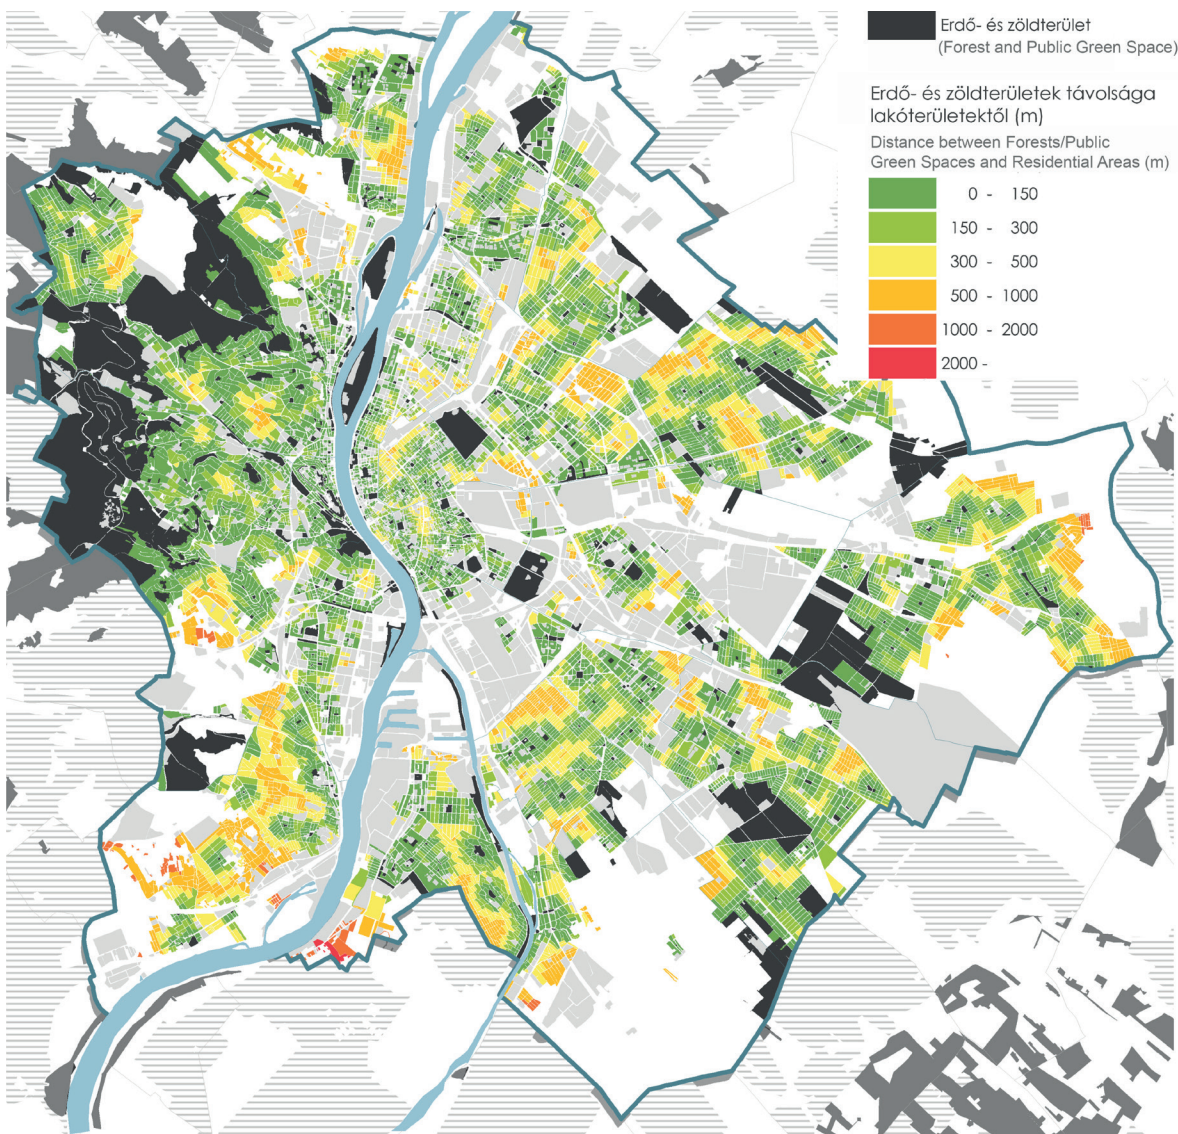 Erdő- és zöldterület
(Forest and Public Green Space)
Erdő- és zöldterületek távolsága
lakóterületektől (m)
Distance between Forests/Public
Green Spaces and Residential Areas (m)
0 - 150
150 - 300
300 - 500
500 - 1000
1000 - 2000
2000 -